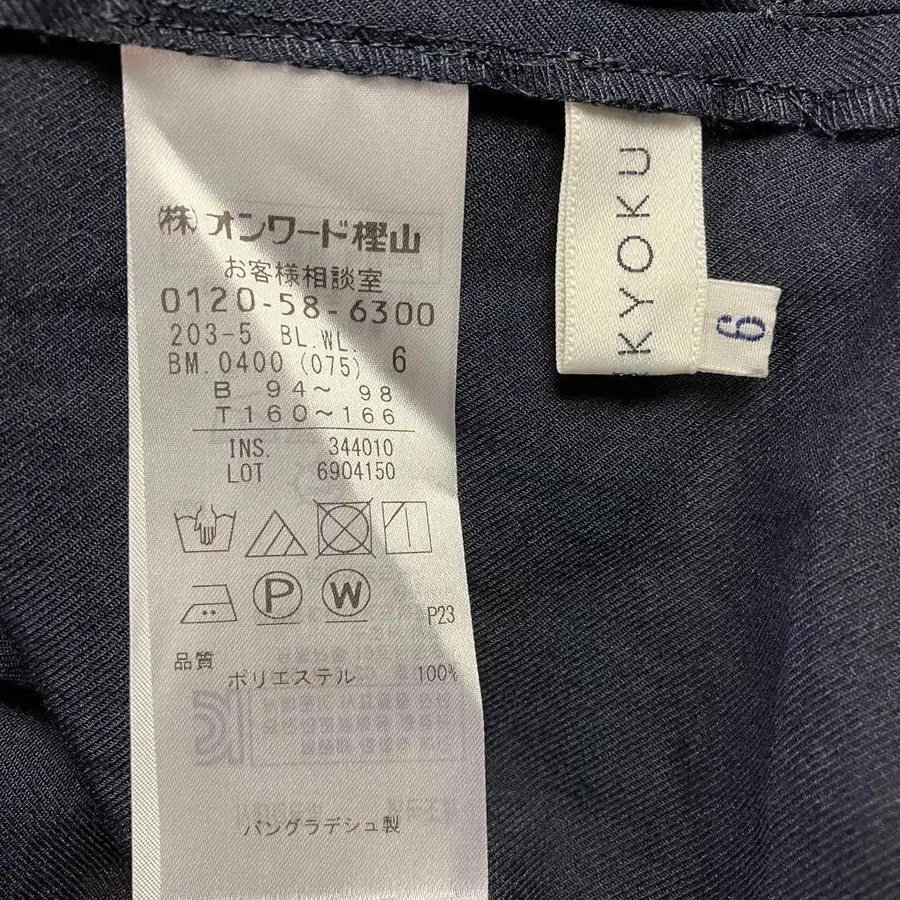 (株)オンワード樫山
お客様相談室
0120-58-6300
203-5 BL.WL.
BM.0400 (075) 6
B 94~ 98
T160~166
INS. 344010
LOT 6904150
P W P23
品質
ポリエステル 100%
バングラデシュ製
KYOKU
6